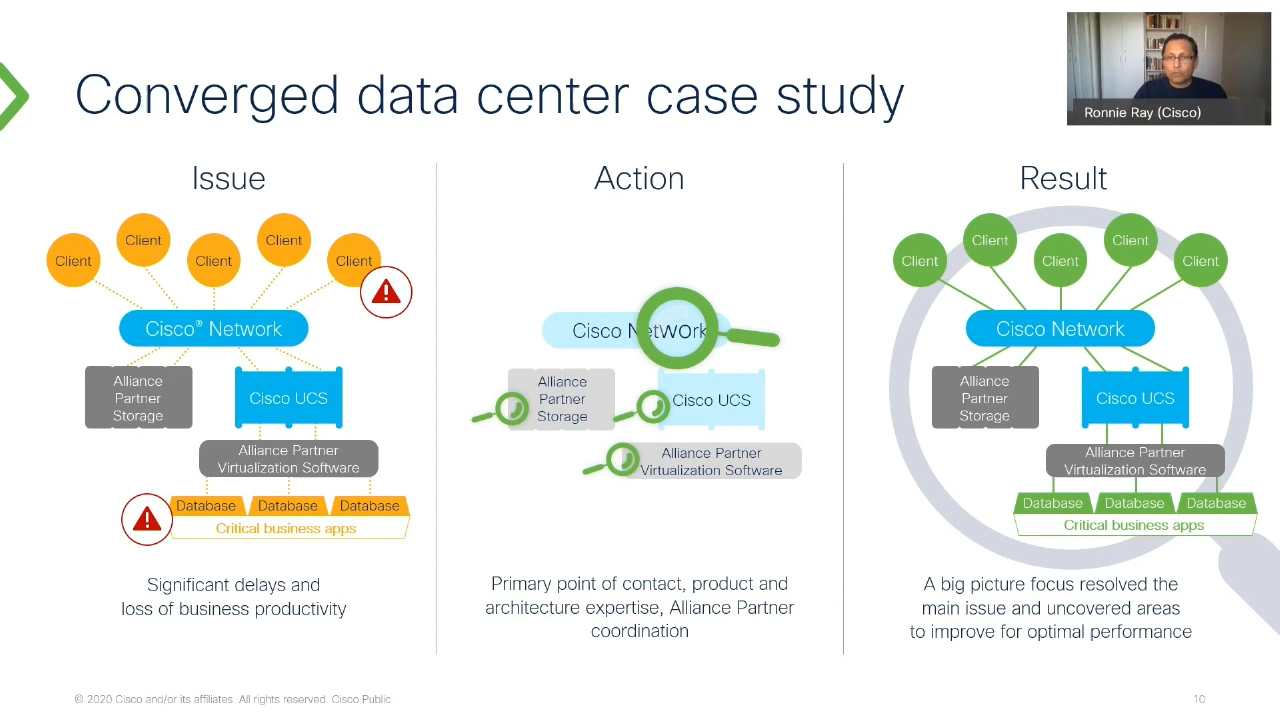 Converged data center case study
Ronnie Ray (Cisco)
Issue
Client
Client
Client
Client
Client
Cisco® Network
Alliance
Partner
Storage
Cisco UCS
Alliance Partner
Virtualization Software
Database
Database
Database
Critical business apps
Significant delays and
loss of business productivity
Action
Cisco Network
Alliance
Partner
Storage
Cisco UCS
Alliance Partner
Virtualization Software
Primary point of contact, product and
architecture expertise, Alliance Partner
coordination
Result
Client
Client
Client
Client
Client
Cisco Network
Alliance
Partner
Storage
Cisco UCS
Alliance Partner
Virtualization Software
Database
Database
Database
Critical business apps
A big picture focus resolved the
main issue and uncovered areas
to improve for optimal performance
© 2020 Cisco and/or its affiliates. All rights reserved. Cisco Public
10